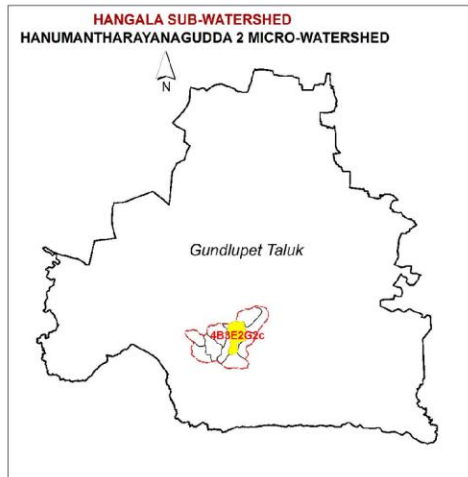 HANGALA SUB-WATERSHED
HANUMANTHARAYANAGUDDA 2 MICRO-WATERSHED
N
Gundlupet Taluk
4B3E2G2c